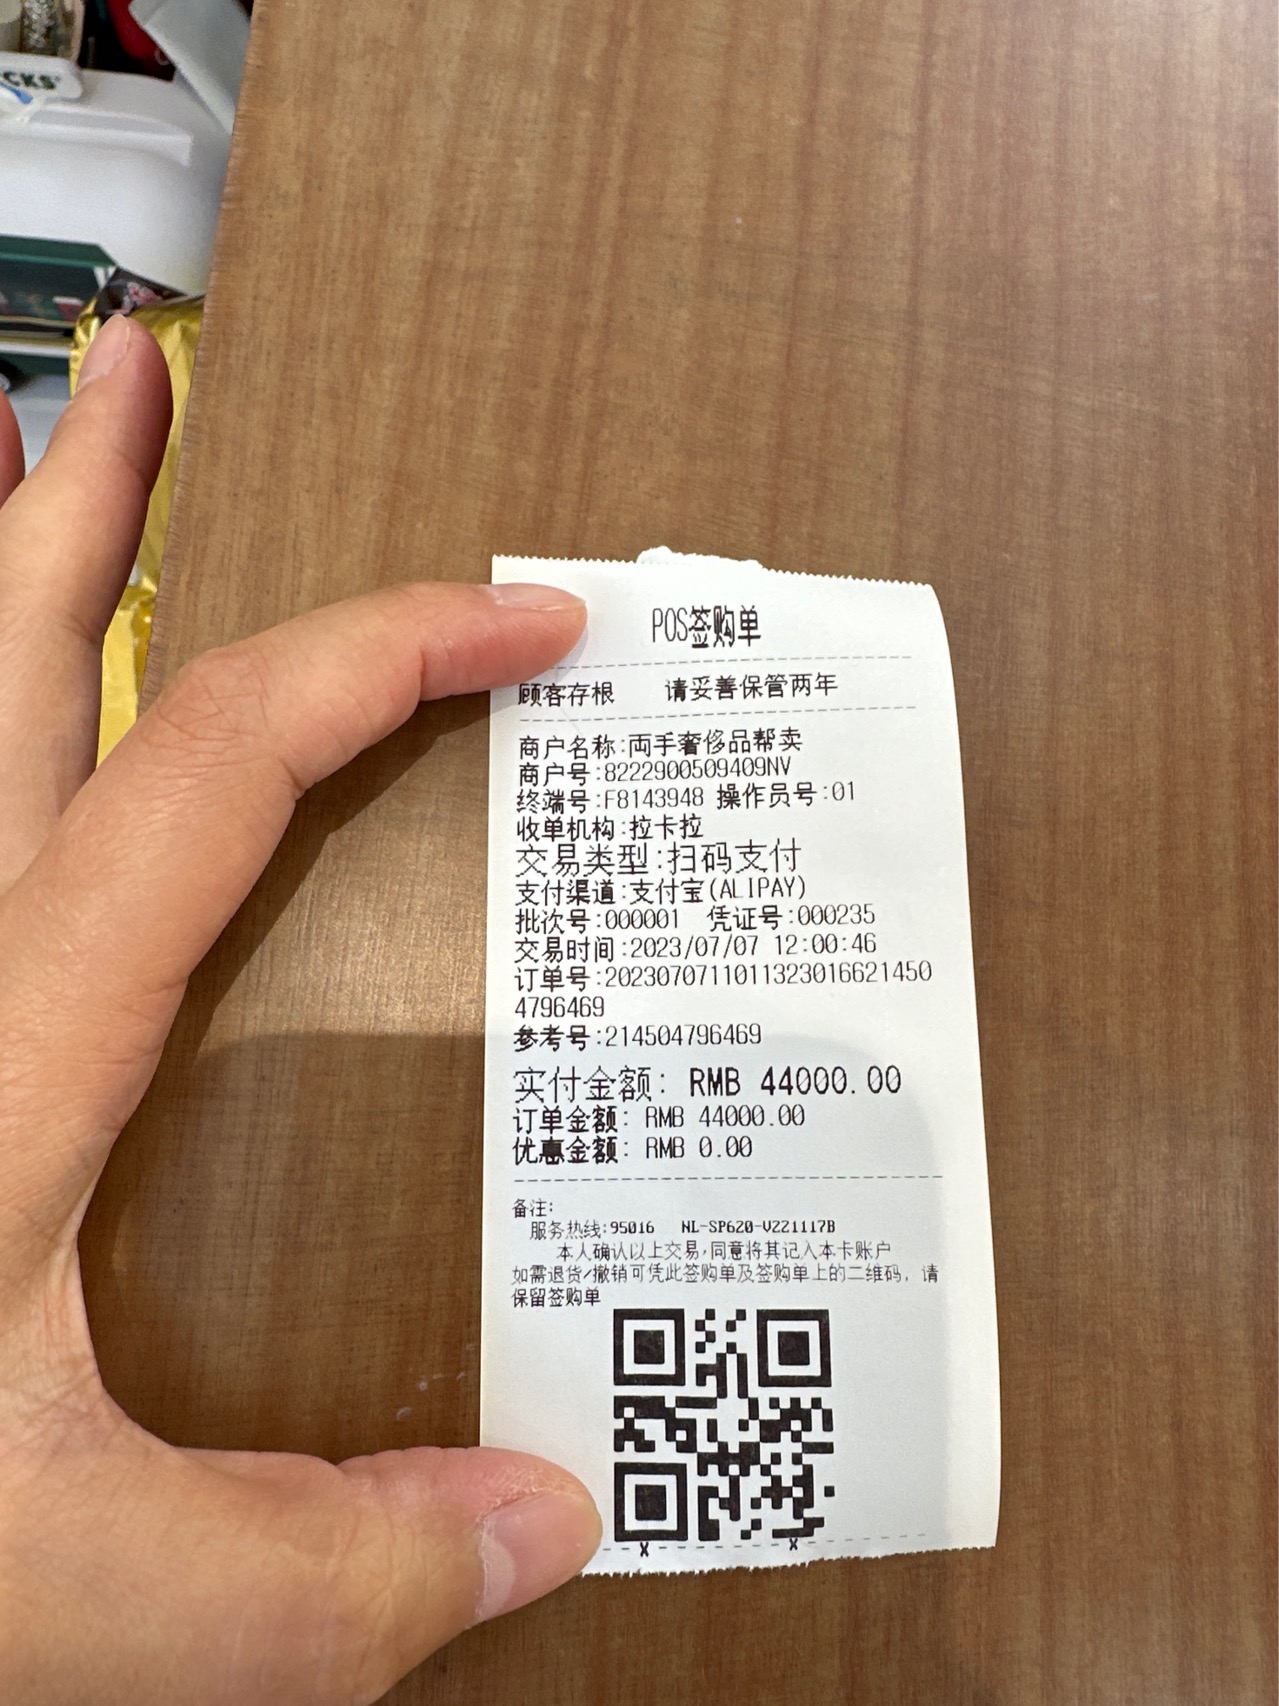 CKS
POS签购单
顾客存根 请妥善保管两年
商户名称:両手奢侈品帮卖
商户号:8222900509409NV
终端号:F8143948 操作员号:01
收单机构:拉卡拉
交易类型:扫码支付
支付渠道:支付宝(ALIPAY)
批次号:000001 凭证号:000235
交易时间:2023/07/07 12:00:46
订单号:2023070711011323016621450
4796469
参考号:214504796469
实付金额: RMB 44000.00
订单金额: RMB 44000.00
优惠金额: RMB 0.00
备注:
服务热线:95016 NL-SP620-V221117B
本人确认以上交易,同意将其记入本卡账户
如需退货/撤销可凭此签购单及签购单上的二维码, 请
保留签购单
x x